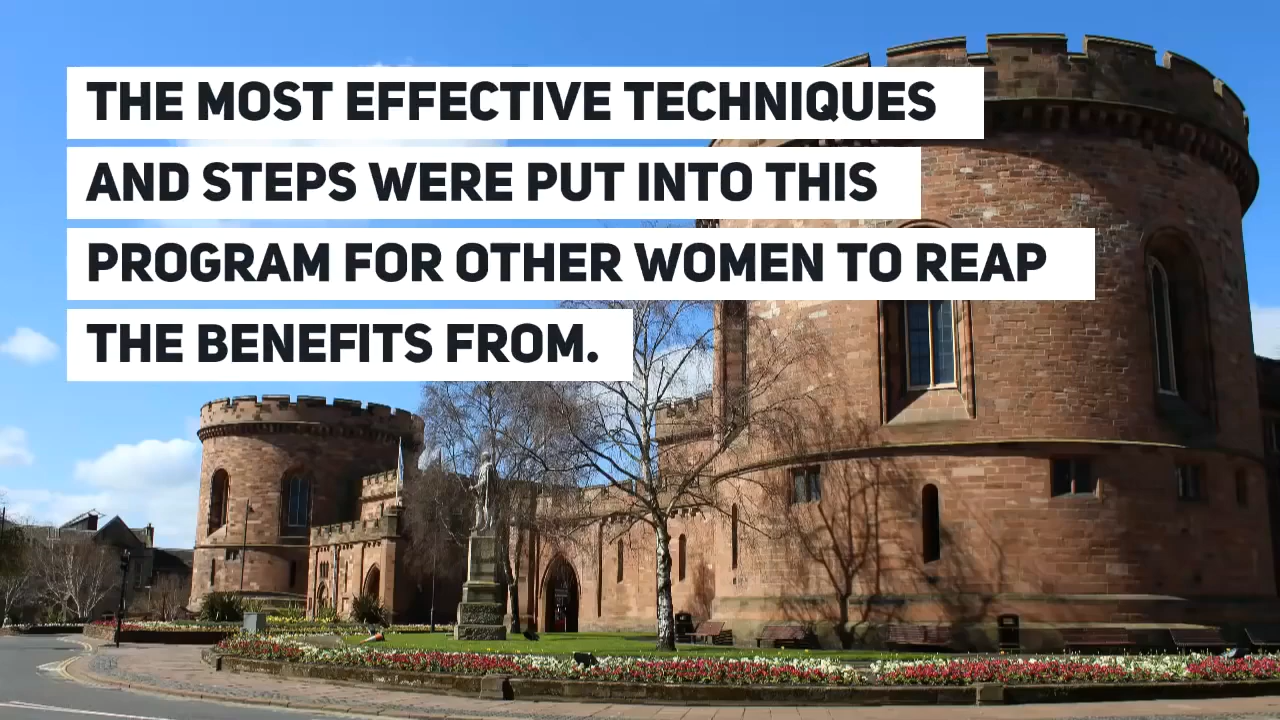 THE MOST EFFECTIVE TECHNIQUES
AND STEPS WERE PUT INTO THIS
PROGRAM FOR OTHER WOMEN TO REAP
THE BENEFITS FROM.